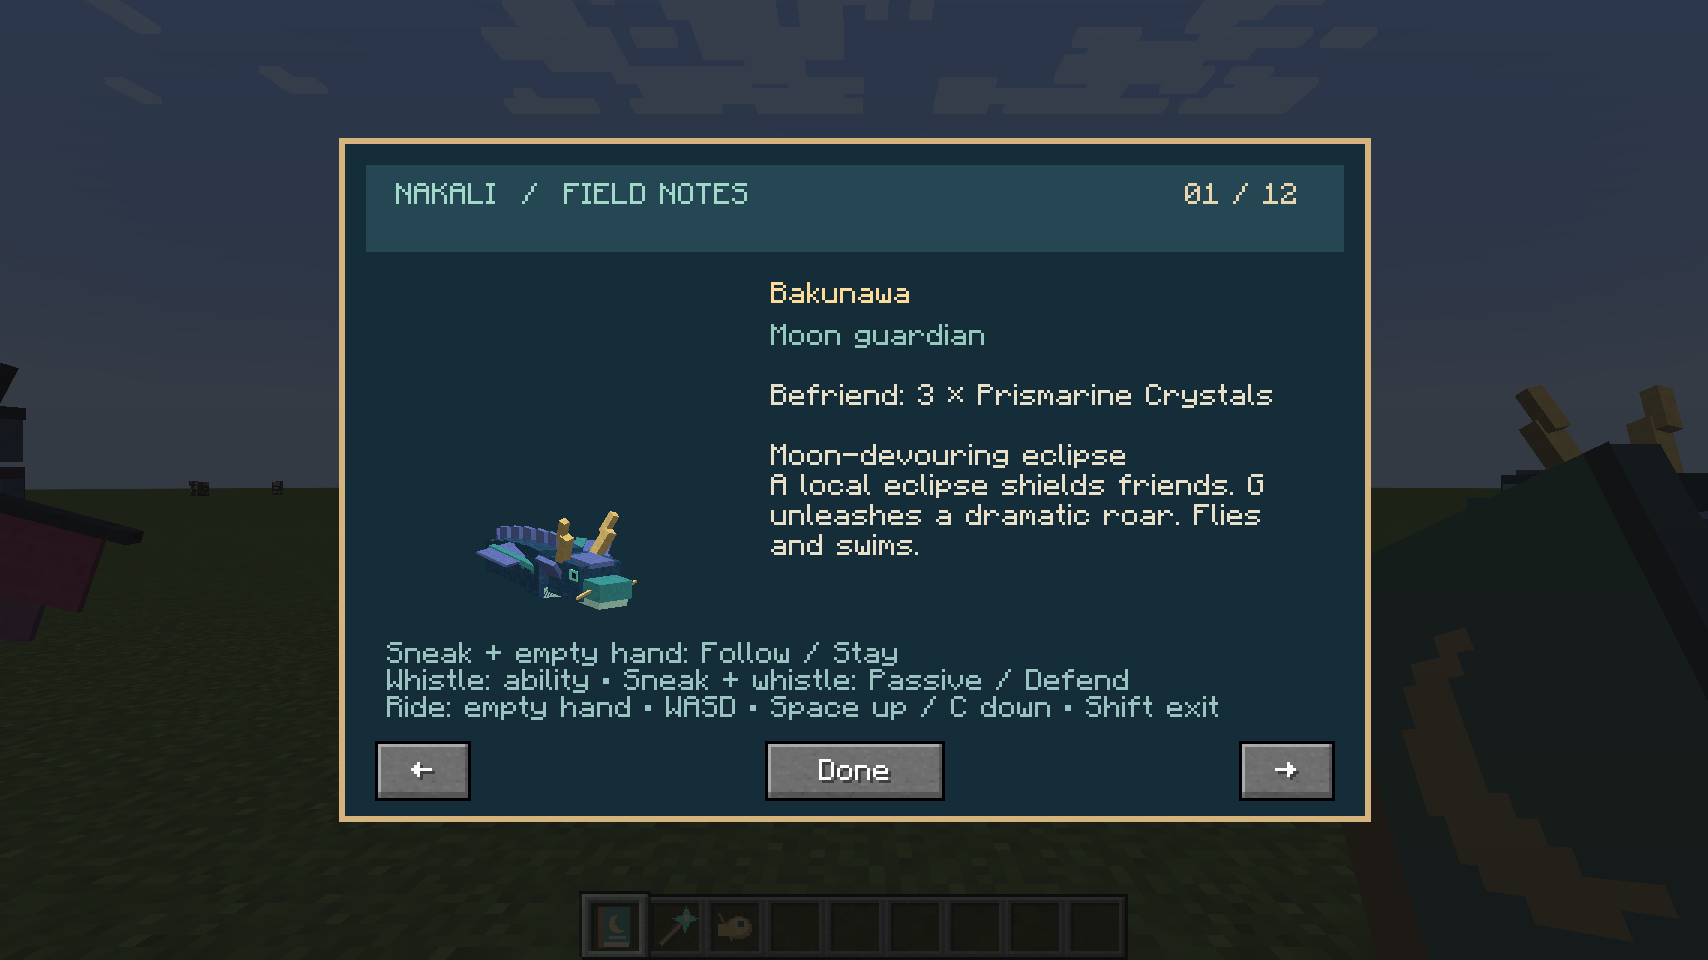 NAKALI / FIELD NOTES 01 / 12
Bakunawa
Moon guardian
Befriend: 3 × Prismarine Crystals
Moon-devouring eclipse
A local eclipse shields friends. G
unleashes a dramatic roar. Flies
and swims.
Sneak + empty hand: Follow / Stay
Whistle: ability • Sneak + whistle: Passive / Defend
Ride: empty hand • WASD • Space up / C down • Shift exit
← Done →